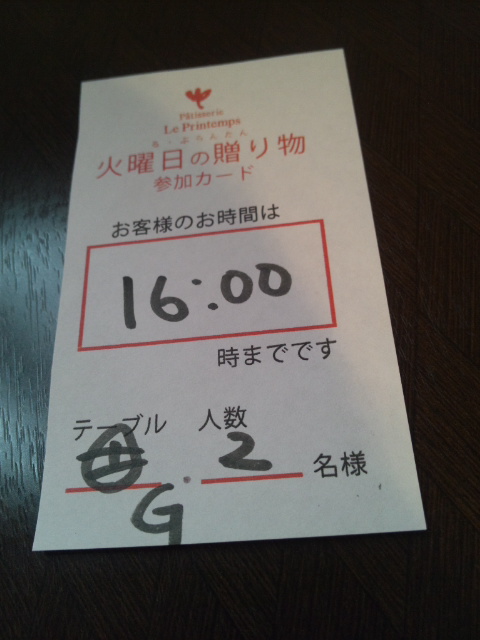 Pâtisserie
Le Printemps
る・ぷらんたん
火曜日の贈り物
参加カード
お客様のお時間は
16:00
時までです
テーブル 人数
G 2 名様